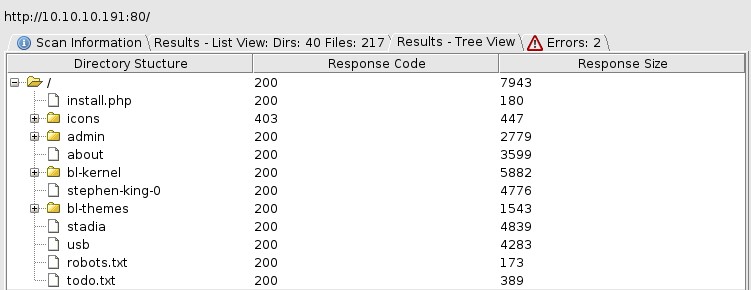 http://10.10.10.191:80/
Scan Information Results - List View: Dirs: 40 Files: 217 Results - Tree View Errors: 2
Directory Stucture Response Code Response Size
/ 200 7943
install.php 200 180
icons 403 447
admin 200 2779
about 200 3599
bl-kernel 200 5882
stephen-king-0 200 4776
bl-themes 200 1543
stadia 200 4839
usb 200 4283
robots.txt 200 173
todo.txt 200 389